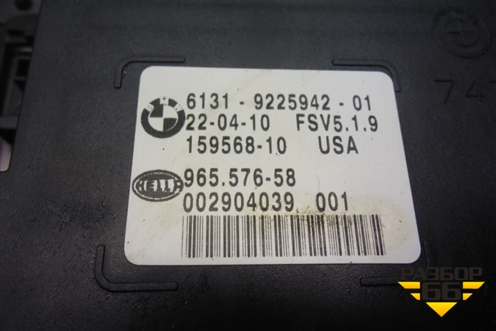 6131 - 9225942 - 01
22-04-10 FSV5.1.9
159568-10 USA
HELLA
965.576-58
002904039 001
74
РАЗБОР
66